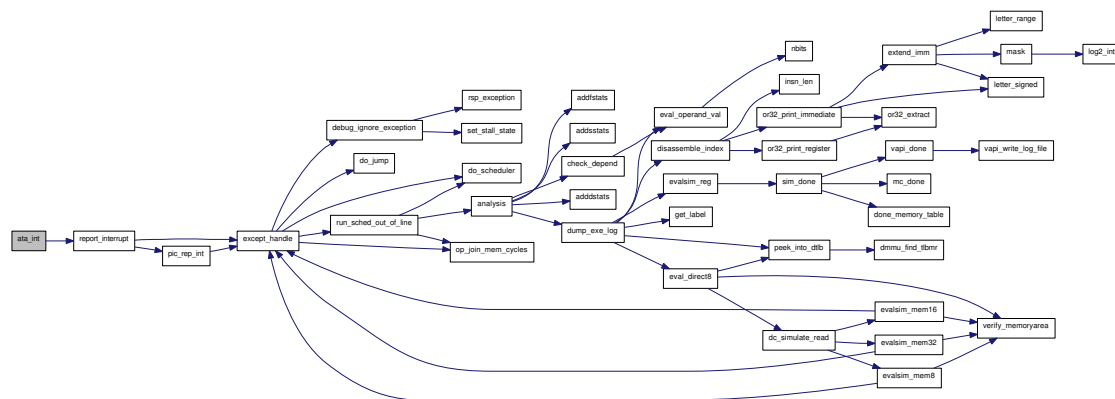 ata_int
report_interrupt
pic_rep_int
except_handle
debug_ignore_exception
do_jump
run_sched_out_of_line
rsp_exception
set_stall_state
do_scheduler
analysis
op_join_mem_cycles
addfstats
addsstats
check_depend
adddstats
dump_exe_log
eval_operand_val
disassemble_index
evalsim_reg
get_label
eval_direct8
nbits
insn_len
or32_print_immediate
or32_print_register
sim_done
peek_into_dtlb
dc_simulate_read
extend_imm
or32_extract
vapi_done
mc_done
done_memory_table
dmmu_find_tlbmr
evalsim_mem16
evalsim_mem32
evalsim_mem8
letter_range
mask
letter_signed
vapi_write_log_file
verify_memoryarea
log2_int